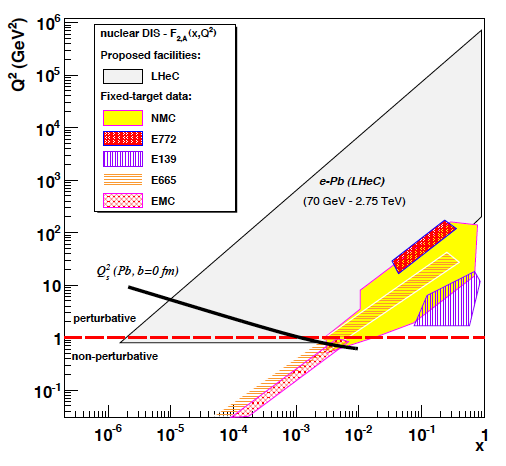 nuclear DIS - F2,A(x,Q²)
Proposed facilities:
LHeC
Fixed-target data:
NMC
E772
E139
E665
EMC
e-Pb (LHeC)
(70 GeV - 2.75 TeV)
Qs² (Pb, b=0 fm)
perturbative
non-perturbative
Q² (GeV²)
10⁶
10⁵
10⁴
10³
10²
10
1
10⁻¹
10⁻⁶ 10⁻⁵ 10⁻⁴ 10⁻³ 10⁻² 10⁻¹ 1
x